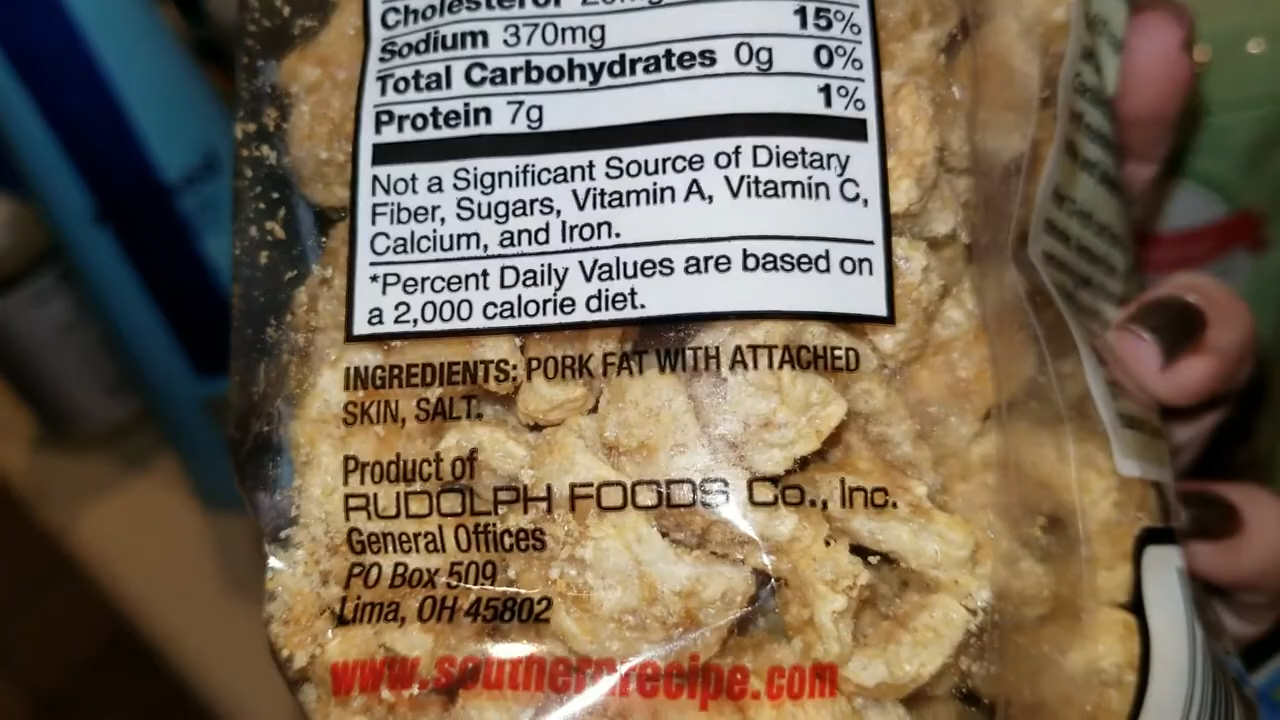 Cholesterol 20mg
Sodium 370mg 15%
Total Carbohydrates 0g 0%
Protein 7g 1%
Not a Significant Source of Dietary
Fiber, Sugars, Vitamin A, Vitamin C,
Calcium, and Iron.
*Percent Daily Values are based on
a 2,000 calorie diet.
INGREDIENTS: PORK FAT WITH ATTACHED
SKIN, SALT.
Product of
RUDOLPH FOODS Co., Inc.
General Offices
PO Box 509
Lima, OH 45802
www.southernrecipe.com